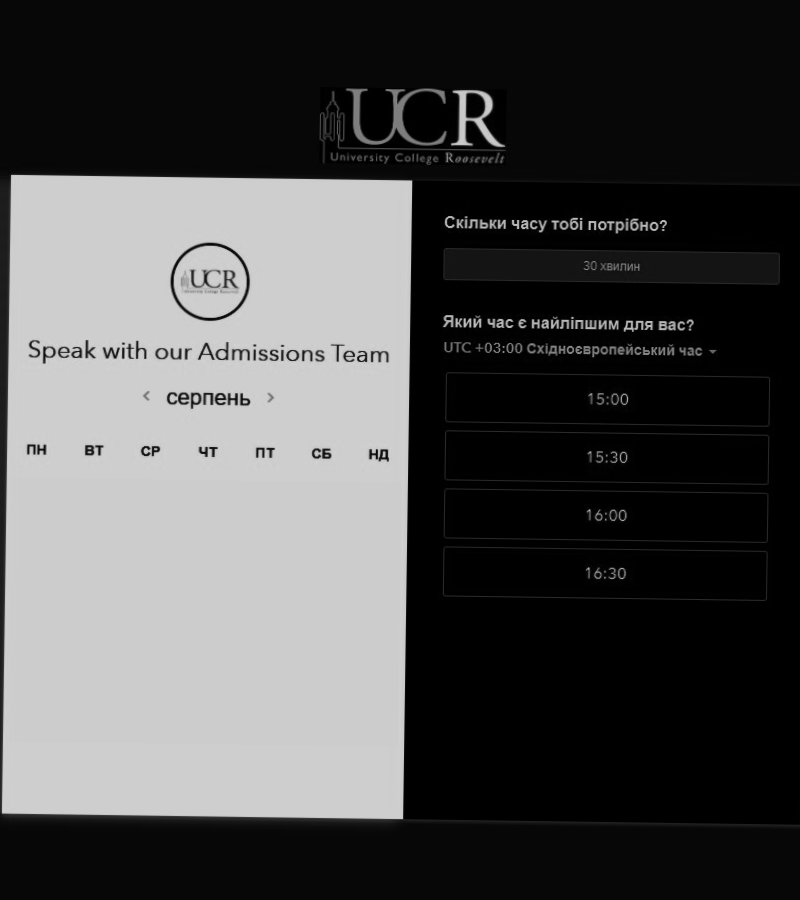 UCR
University College Roosevelt
UCR
University College Roosevelt
Speak with our Admissions Team
серпень
ПН ВТ СР ЧТ ПТ СБ НД
Скільки часу тобі потрібно?
30 хвилин
Який час є найліпшим для вас?
UTC +03:00 Східноєвропейський час
15:00
15:30
16:00
16:30